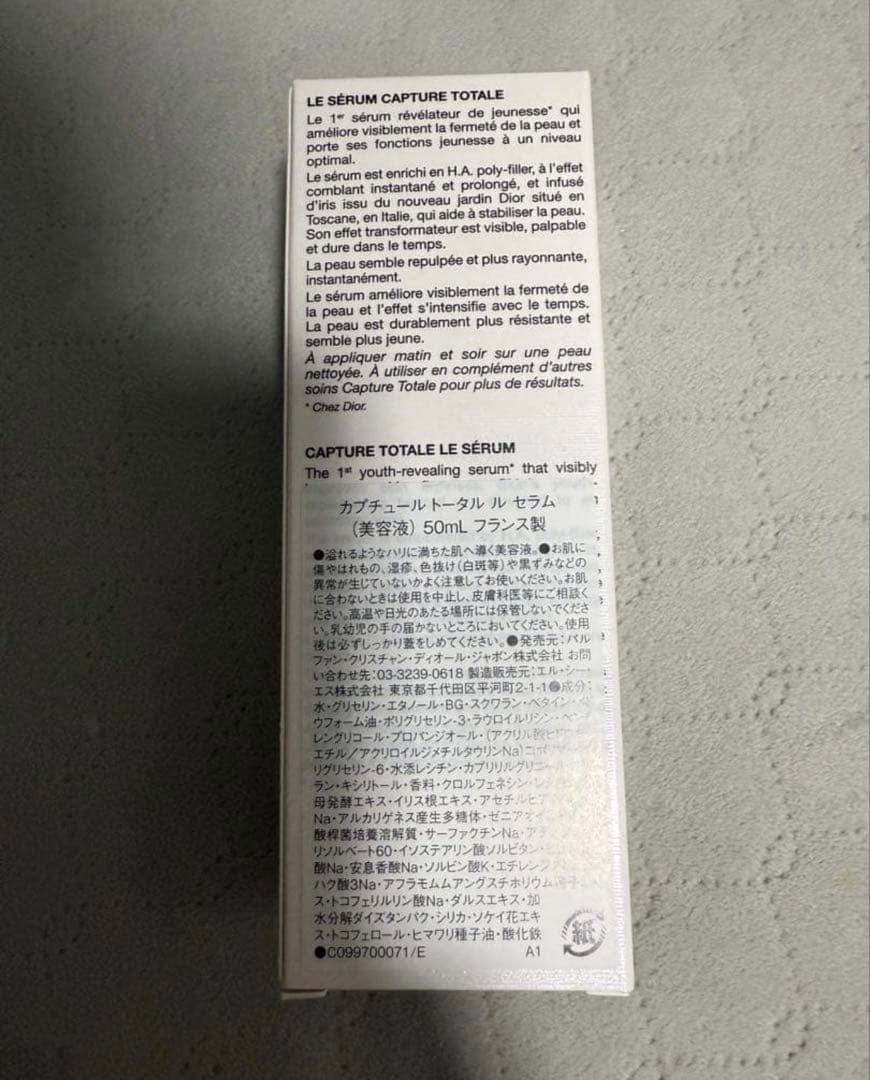 LE SÉRUM CAPTURE TOTALE
Le 1er sérum révélateur de jeunesse* qui
améliore visiblement la fermeté de la peau et
porte ses fonctions jeunesse à un niveau
optimal.
Le sérum est enrichi en H.A. poly-filler, à l'effet
comblant instantané et prolongé, et infusé
d'iris issu du nouveau jardin Dior situé en
Toscane, en Italie, qui aide à stabiliser la peau.
Son effet transformateur est visible, palpable
et dure dans le temps.
La peau semble repulpée et plus rayonnante,
instantanément.
Le sérum améliore visiblement la fermeté de
la peau et l'effet s'intensifie avec le temps.
La peau est durablement plus résistante et
semble plus jeune.
À appliquer matin et soir sur une peau
nettoyée. À utiliser en complément d'autres
soins Capture Totale pour plus de résultats.
* Chez Dior.
CAPTURE TOTALE LE SÉRUM
The 1st youth-revealing serum* that visibly
カプチュール トータル ル セラム
(美容液) 50mL フランス製
●溢れるようなハリに満ちた肌へ導く美容液。●お肌に
傷やはれもの、湿疹、色抜け(白斑等)や黒ずみなどの
異常が生じていないかよく注意してお使いください。お肌
に合わないときは使用を中止し、皮膚科医等にご相談く
ださい。高温や日光のあたる場所には保管しないでくださ
い。乳幼児の手の届かないところにおいてください。使用
後は必ずしっかり蓋をしめてください。●発売元:パル
ファン・クリスチャン・ディオール・ジャポン株式会社 お問
い合わせ先:03-3239-0618 製造販売元:エル・シー・
エス株式会社 東京都千代田区平河町2-1-1●成分:
水・グリセリン・エタノール・BG・スクワラン・ベタイン・
ウフォーム油・ポリグリセリン-3・ラウロイルリシン・
レングリコール・プロパンジオール・(アクリル酸
エチル/アクリロイルジメチルタウリンNa)
リグリセリン-6・水添レシチン・カプリリルグリ
ラン・キシリトール・香料・クロルフェネシン・
母発酵エキス・イリス根エキス・アセチルヒア
Na・アルカリゲネス産生多糖体・ゼニアオイ
酸桿菌培養溶解質・サーファクチンNa・
リソルベート60・イソステアリン酸ソルビタン・
酸Na・安息香酸Na・ソルビン酸K・エチレン
ハク酸3Na・アフラモムムアングスチホリウム種子
ス・トコフェリルリン酸Na・ダルスエキス・加
水分解ダイズタンパク・シリカ・ソケイ花エキ
ス・トコフェロール・ヒマワリ種子油・酸化鉄
●C099700071/E A1
紙